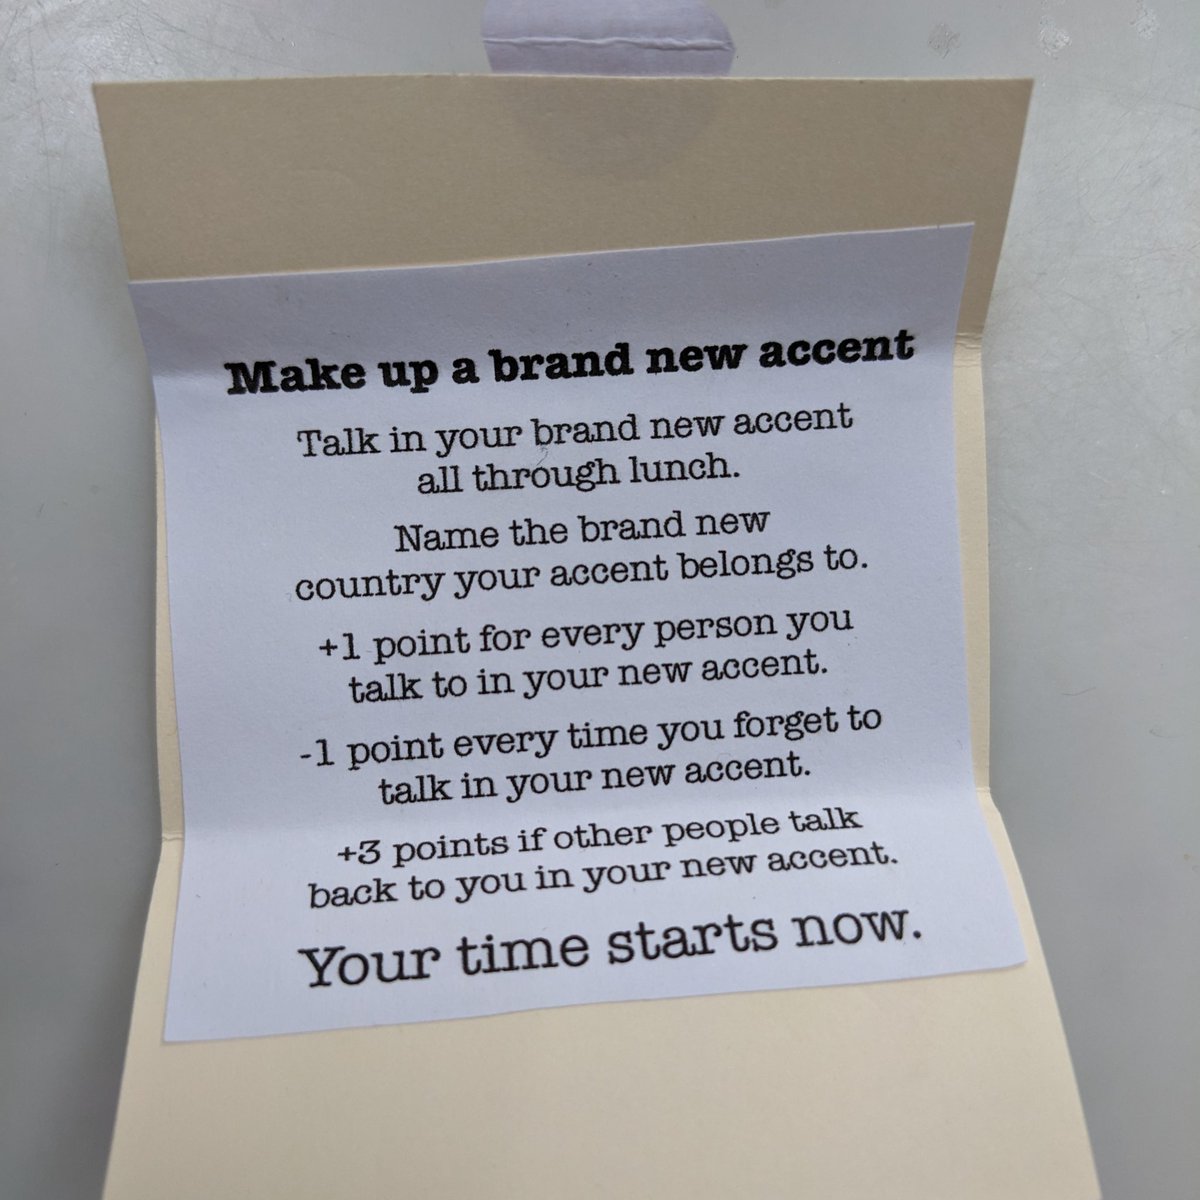 Make up a brand new accent
Talk in your brand new accent
all through lunch.
Name the brand new
country your accent belongs to.
+1 point for every person you
talk to in your new accent.
-1 point every time you forget to
talk in your new accent.
+3 points if other people talk
back to you in your new accent.
Your time starts now.